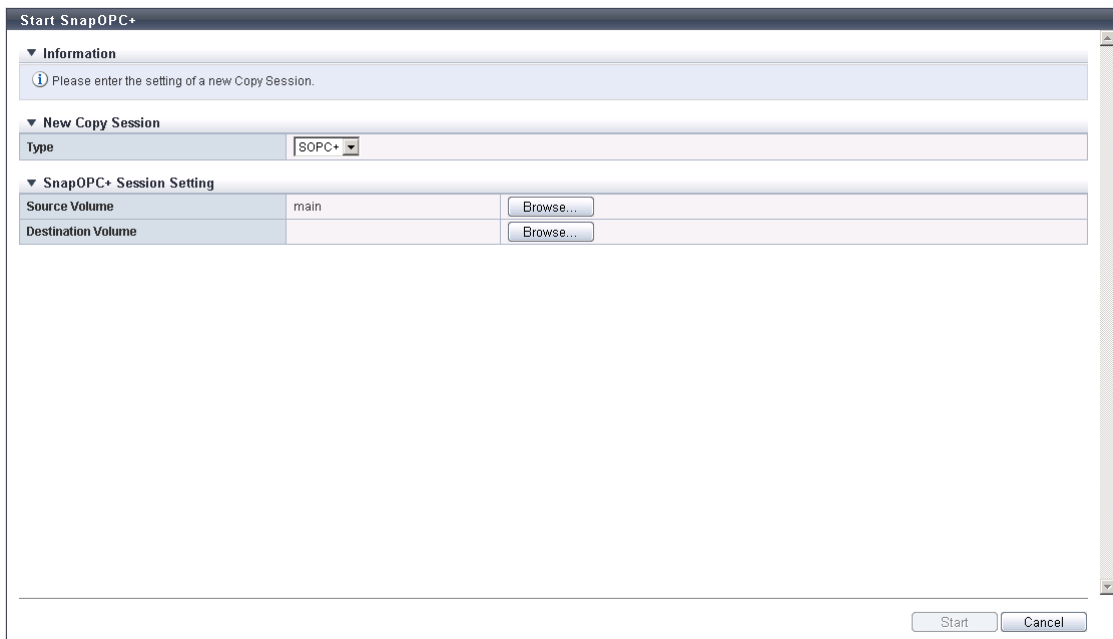 Start SnapOPC+
Information
Please enter the setting of a new Copy Session.
New Copy Session
Type SOPC+
SnapOPC+ Session Setting
Source Volume main Browse...
Destination Volume Browse...
Start Cancel